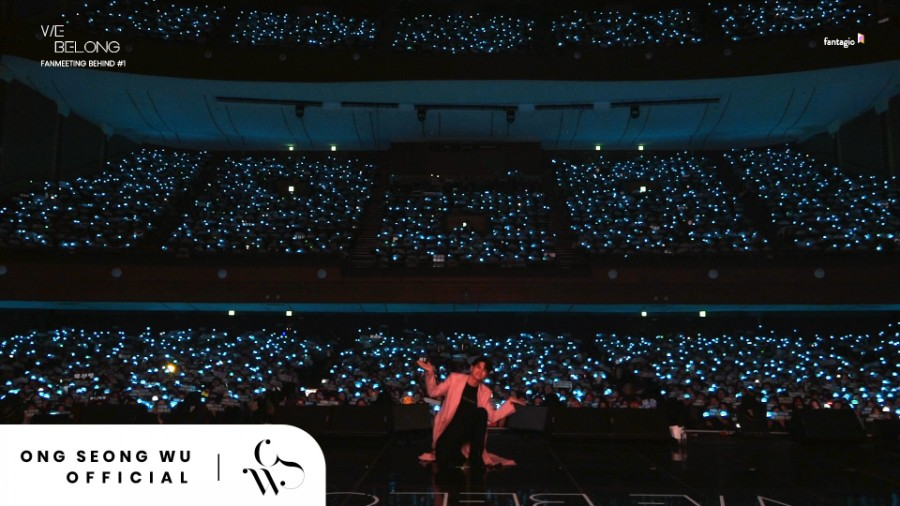 WE
BELONG
FANMEETING BEHIND #1
fantagio
ONG SEONG WU
OFFICIAL